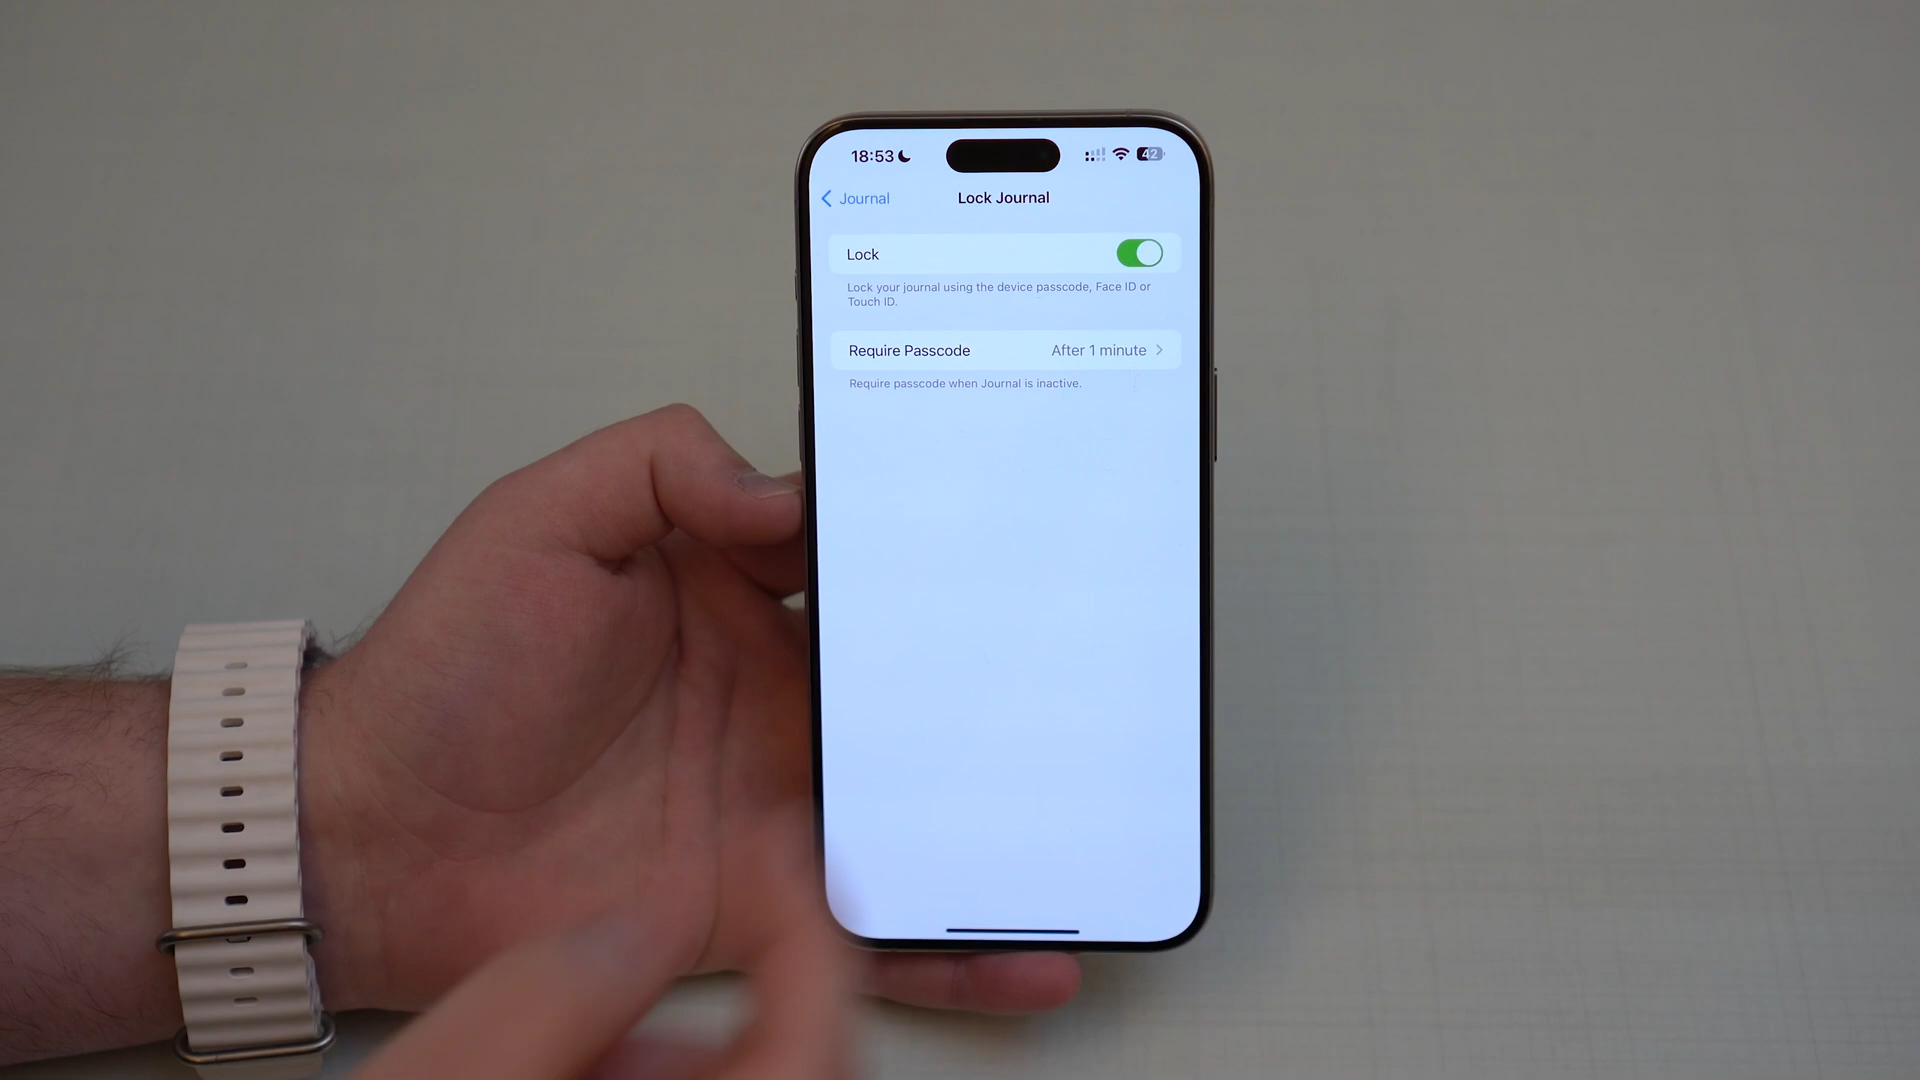 18:53
42
Journal
Lock Journal
Lock
Lock your journal using the device passcode, Face ID or
Touch ID.
Require Passcode
After 1 minute
Require passcode when Journal is inactive.